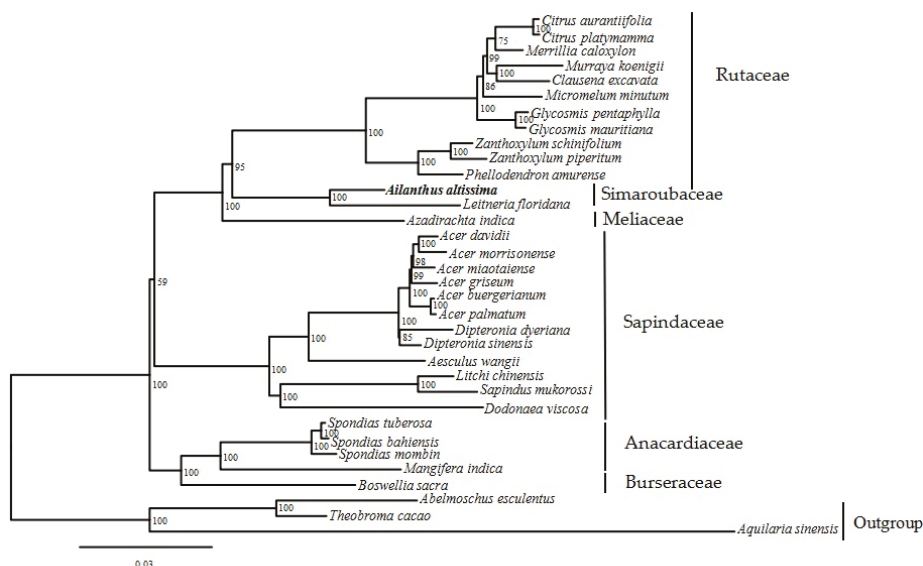 Citrus aurantiifolia
100
Citrus platymamma
75
Merrillia caloxylon
99
Murraya koenigii
100
Clausena excavata
86
Micromelum minutum
Rutaceae
100
Glycosmis pentaphylla
100
Glycosmis mauritiana
100
Zanthoxylum schinifolium
100
Zanthoxylum piperitum
100
Phellodendron amurense
95
Ailanthus altissima
100
Leitneria floridana
Simaroubaceae
100
Azadirachta indica
Meliaceae
Acer davidii
100
Acer morrisonense
98
Acer miaotaiense
99
Acer griseum
59
100
Acer buergerianum
100
Acer palmatum
Sapindaceae
100
Dipteronia dyeriana
85
Dipteronia sinensis
100
100
Aesculus wangii
Litchi chinensis
100
Sapindus mukorossi
100
Dodonaea viscosa
100
Spondias tuberosa
100
Spondias bahiensis
100
Spondias mombin
Anacardiaceae
100
Mangifera indica
100
Boswellia sacra
Burseraceae
Abelmoschus esculentus
100
Theobroma cacao
100
Aquilaria sinensis
Outgroup
0.03